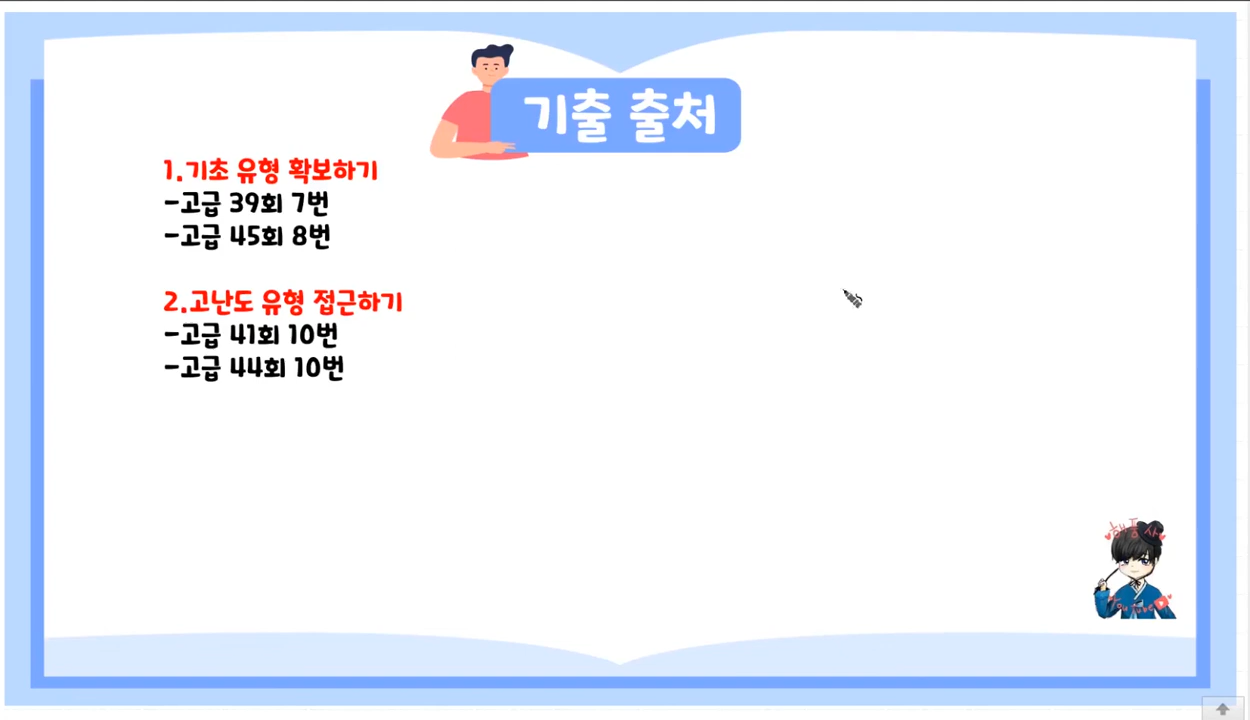 기출 출처
1.기초 유형 확보하기
-고급 39회 7번
-고급 45회 8번
2.고난도 유형 접근하기
-고급 41회 10번
-고급 44회 10번
YouTube